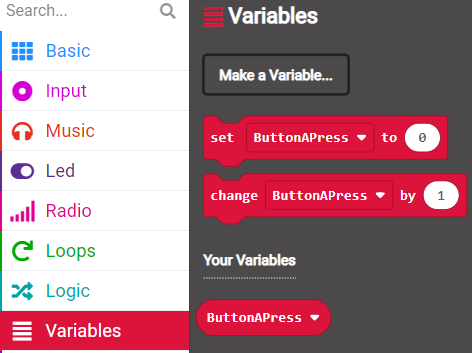 Search...
Basic
Input
Music
Led
Radio
Loops
Logic
Variables
Variables
Make a Variable...
set ButtonAPress to 0
change ButtonAPress by 1
Your Variables
ButtonAPress